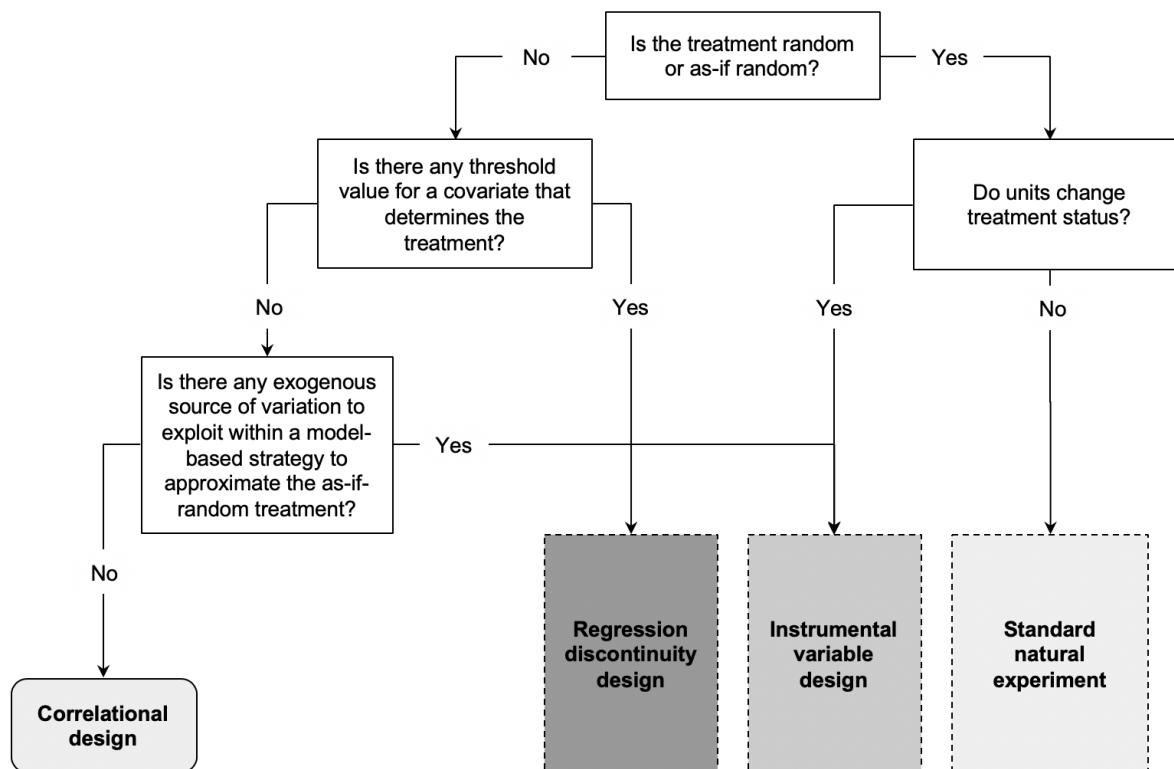 Is the treatment random
or as-if random?
No
Yes
Is there any threshold
value for a covariate that
determines the
treatment?
Do units change
treatment status?
No
Yes
Yes
No
Is there any exogenous
source of variation to
exploit within a model-
based strategy to
approximate the as-if-
random treatment?
Yes
No
Regression
discontinuity
design
Instrumental
variable
design
Standard
natural
experiment
Correlational
design